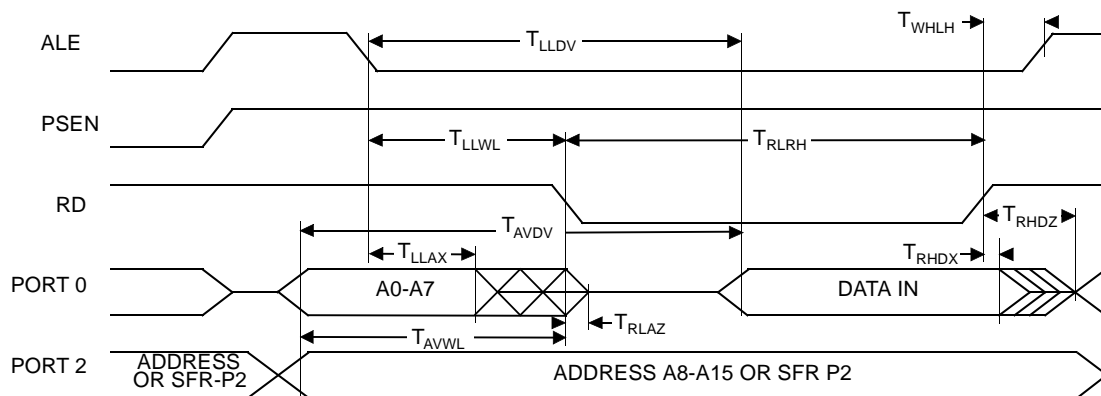 ALE
T_LLDV
T_WHLH
PSEN
T_LLWL
T_RLRH
RD
T_AVDV
T_RHDZ
T_LLAX
T_RHDX
PORT 0
A0-A7
DATA IN
T_RLAZ
T_AVWL
PORT 2
ADDRESS
OR SFR-P2
ADDRESS A8-A15 OR SFR P2